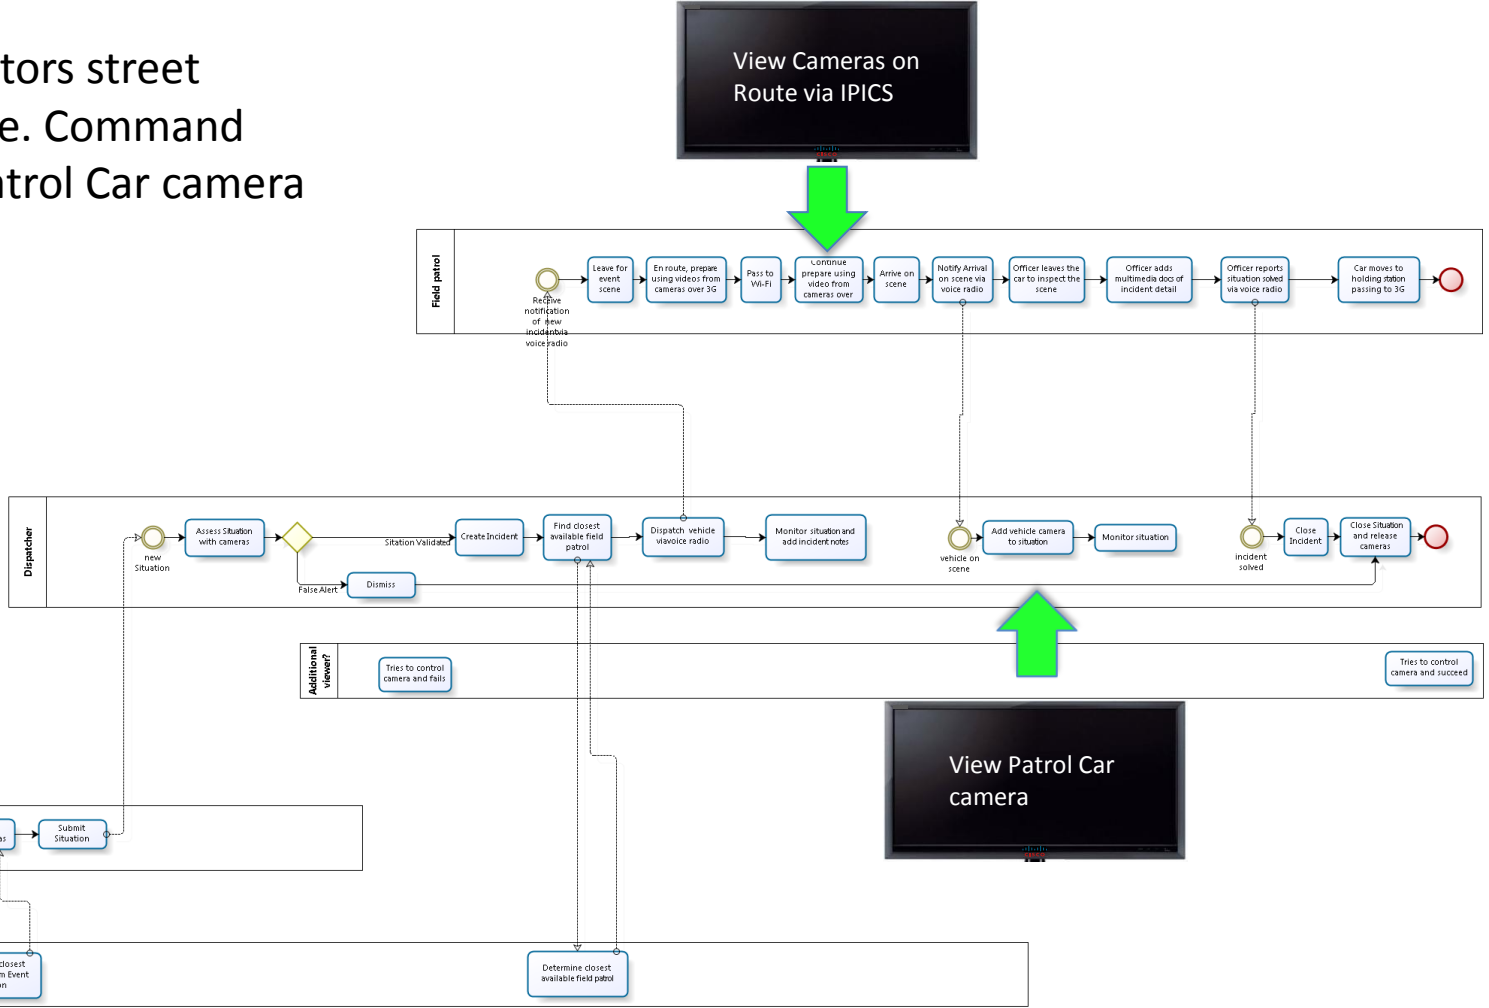 tors street
e. Command
atrol Car camera
View Cameras on
Route via IPICS
Field patrol
Receive
notification
of new
incidentvia
voice radio
Leave for
event
scene
En route, prepare
using videos from
cameras over 3G
Pass to
Wi-Fi
Continue
prepare using
video from
cameras over
Arrive on
scene
Notify Arrival
on scene via
voice radio
Officer leaves the
car to inspect the
scene
Officer adds
multimedia docs of
incident detail
Officer reports
situation solved
via voice radio
Car moves to
holding station
passing to 3G
Dispatcher
new
Situation
Assess Situation
with cameras
Sitation Validated
False Alert
Dismiss
Create Incident
Find closest
available field
patrol
Dispatch vehicle
viavoice radio
Monitor situation and
add incident notes
vehicle on
scene
Add vehicle camera
to situation
Monitor situation
incident
solved
Close
Incident
Close Situation
and release
cameras
Additional
viewer?
Tries to control
camera and fails
Tries to control
camera and succeed
View Patrol Car
camera
as
Submit
Situation
closest
m Event
on
Determine closest
available field patrol